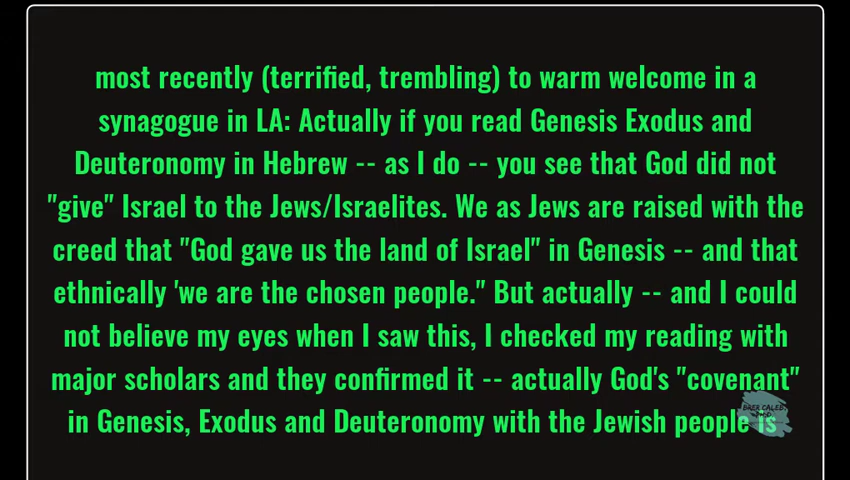 most recently (terrified, trembling) to warm welcome in a
synagogue in LA: Actually if you read Genesis Exodus and
Deuteronomy in Hebrew -- as I do -- you see that God did not
"give" Israel to the Jews/Israelites. We as Jews are raised with the
creed that "God gave us the land of Israel" in Genesis -- and that
ethnically 'we are the chosen people." But actually -- and I could
not believe my eyes when I saw this, I checked my reading with
major scholars and they confirmed it -- actually God's "covenant"
in Genesis, Exodus and Deuteronomy with the Jewish people is
BREX CALEB